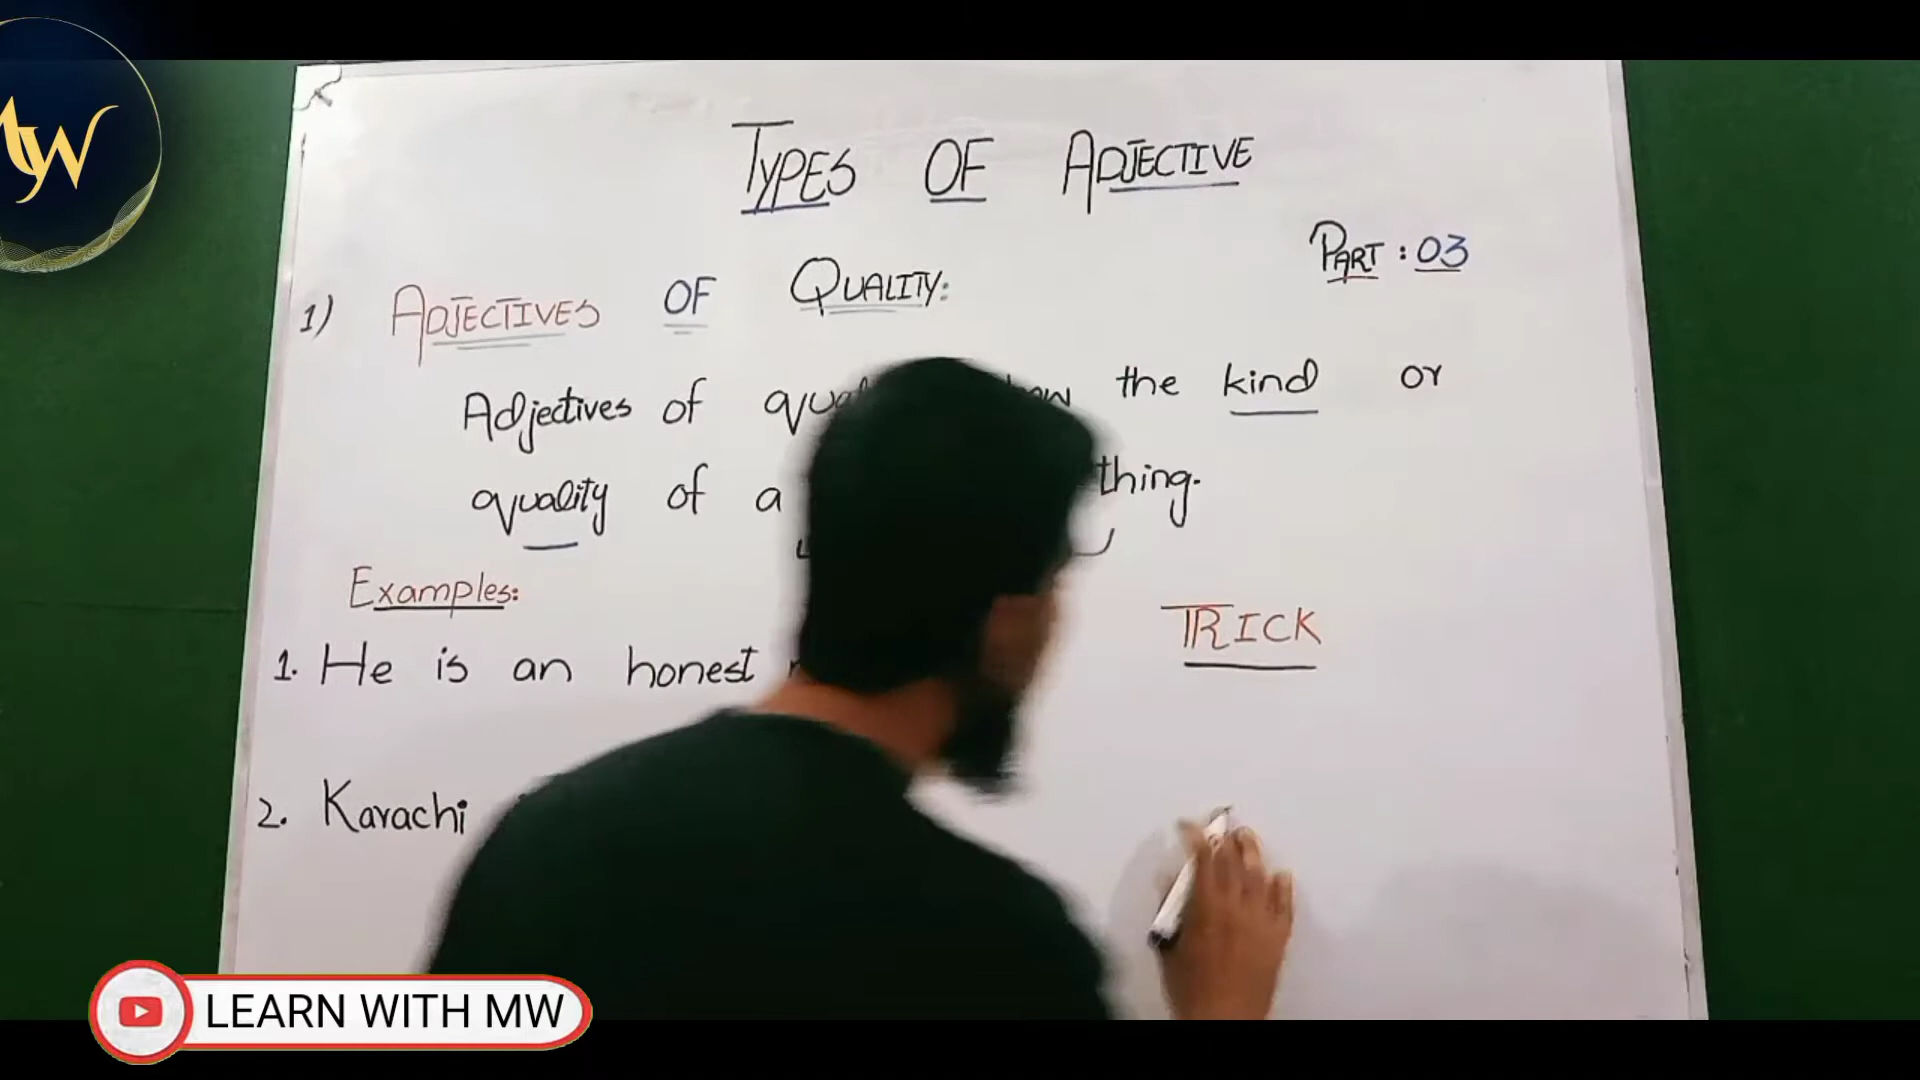 MW
TYPES OF ADJECTIVE
PART : 03
1) ADJECTIVES OF QUALITY:
Adjectives of the kind or
quality of a thing.
Examples:
TRICK
1. He is an honest
2. Karachi
LEARN WITH MW